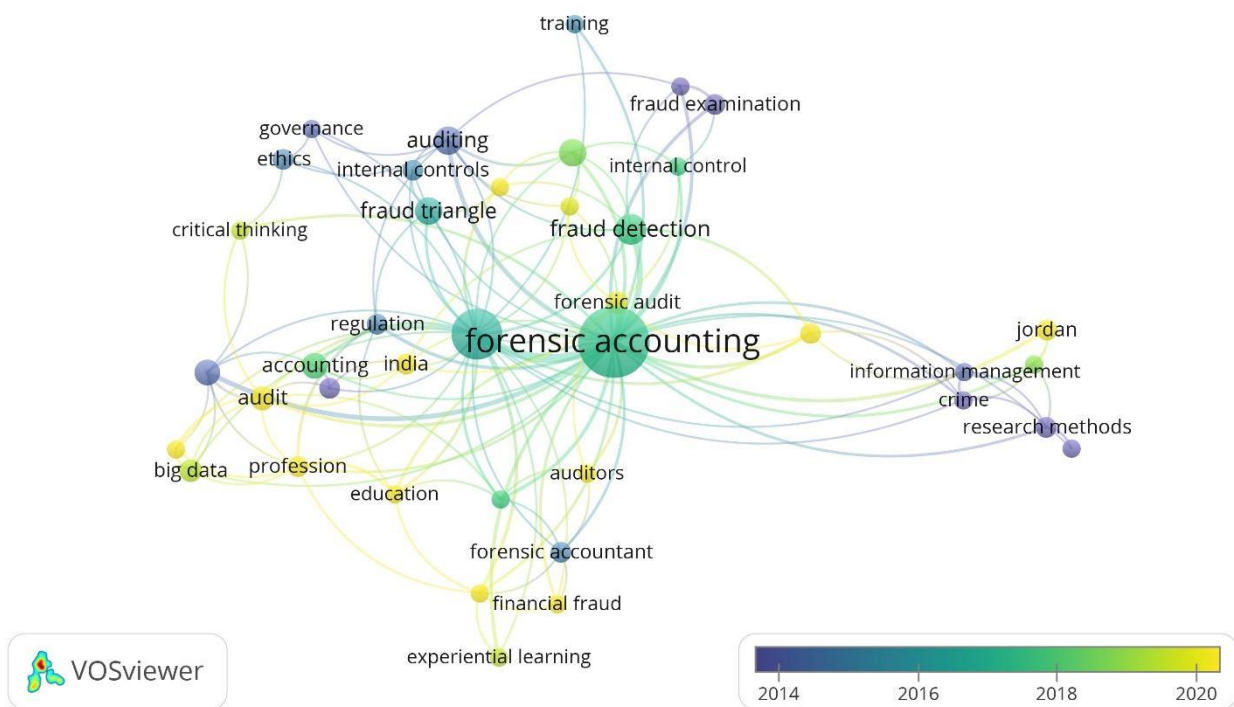 training
fraud examination
governance
auditing
ethics
internal controls
internal control
fraud triangle
critical thinking
fraud detection
forensic audit
regulation
forensic accounting
jordan
accounting
india
information management
audit
crime
research methods
big data
profession
auditors
education
forensic accountant
financial fraud
experiential learning
VOSviewer
2014
2016
2018
2020